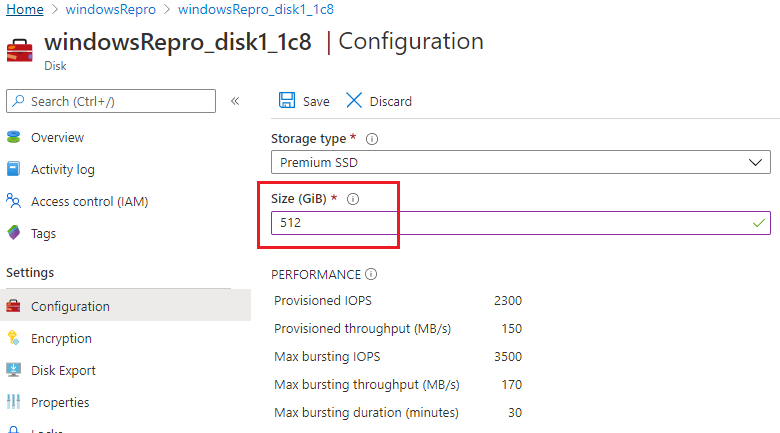 Home > windowsRepro > windowsRepro_disk1_1c8
windowsRepro_disk1_1c8 | Configuration
Disk
Search (Ctrl+/)
«
Overview
Activity log
Access control (IAM)
Tags
Settings
Configuration
Encryption
Disk Export
Properties
Locks
Save
Discard
Storage type *
Premium SSD
Size (GiB) *
512
PERFORMANCE
Provisioned IOPS 2300
Provisioned throughput (MB/s) 150
Max bursting IOPS 3500
Max bursting throughput (MB/s) 170
Max bursting duration (minutes) 30